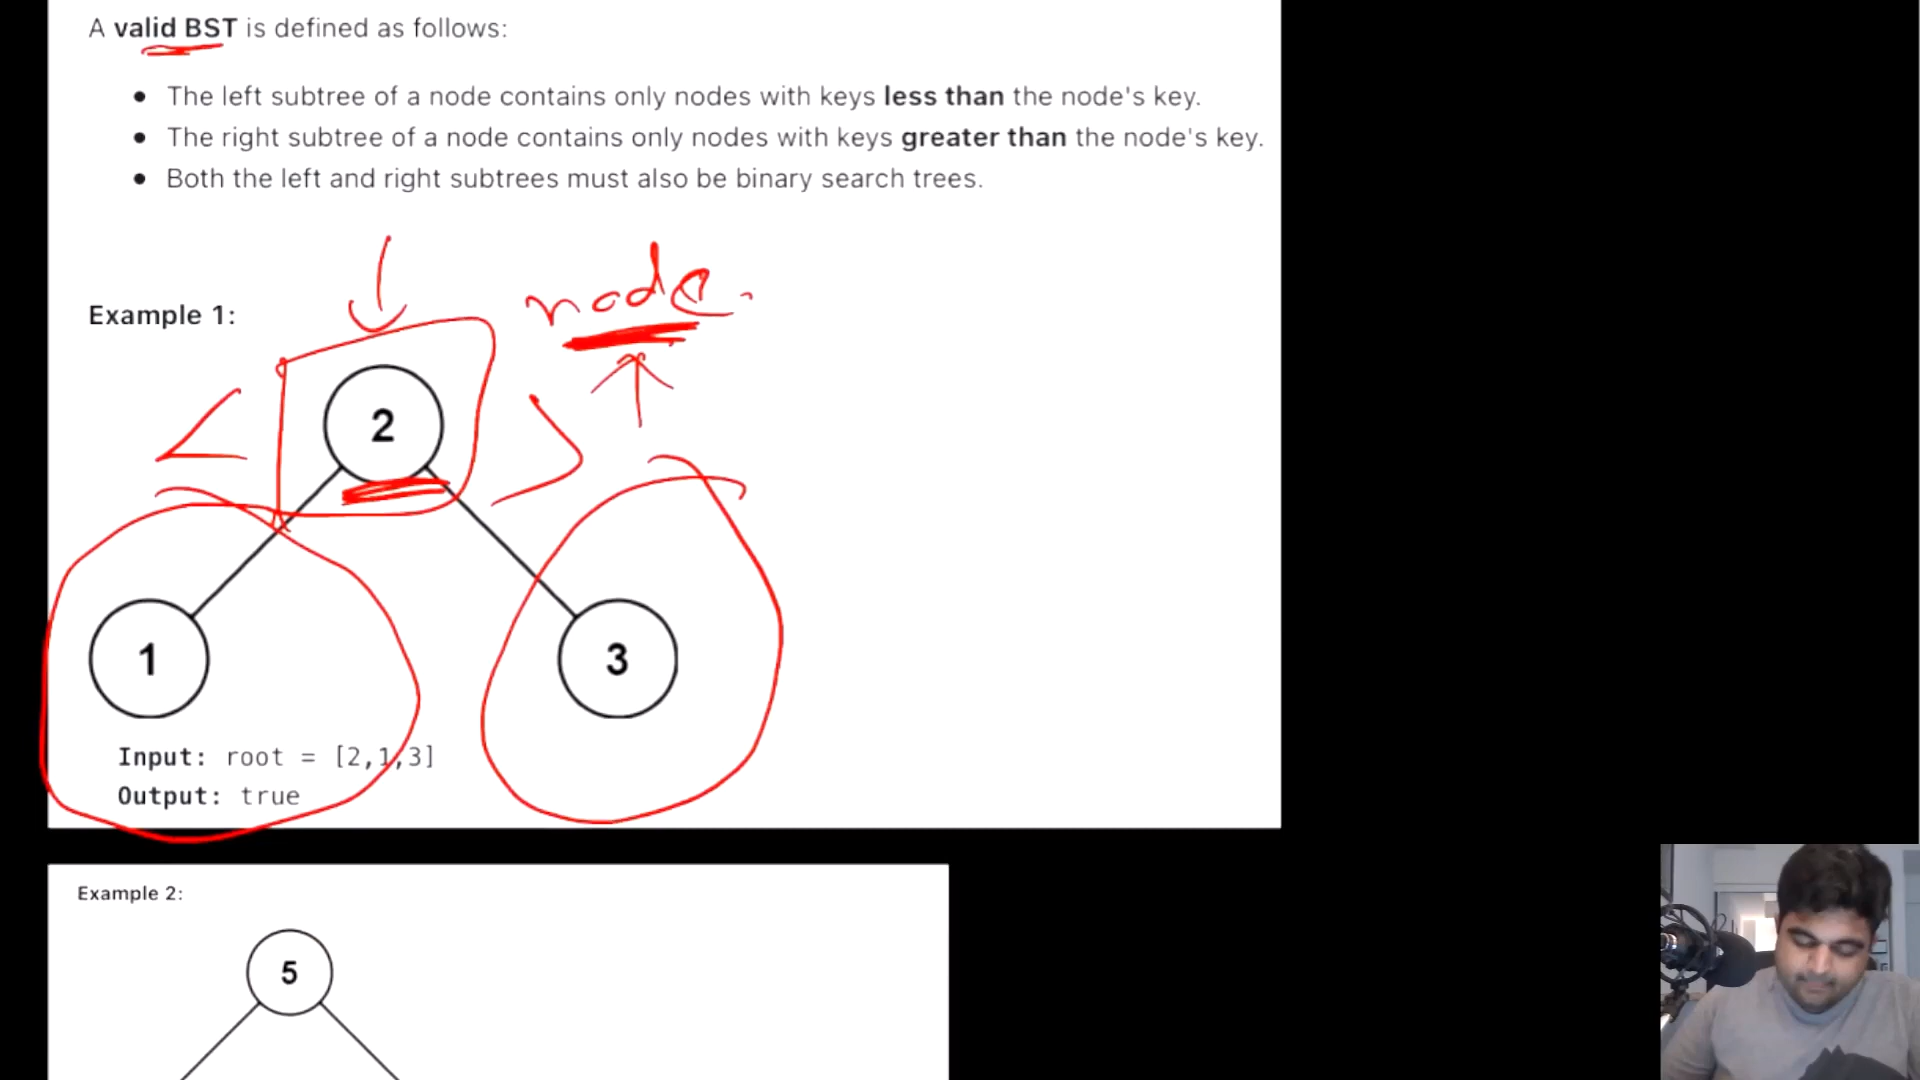 A valid BST is defined as follows:
• The left subtree of a node contains only nodes with keys less than the node's key.
• The right subtree of a node contains only nodes with keys greater than the node's key.
• Both the left and right subtrees must also be binary search trees.
node.
Example 1:
<
2
>
1
3
Input: root = [2,1,3]
Output: true
Example 2:
5